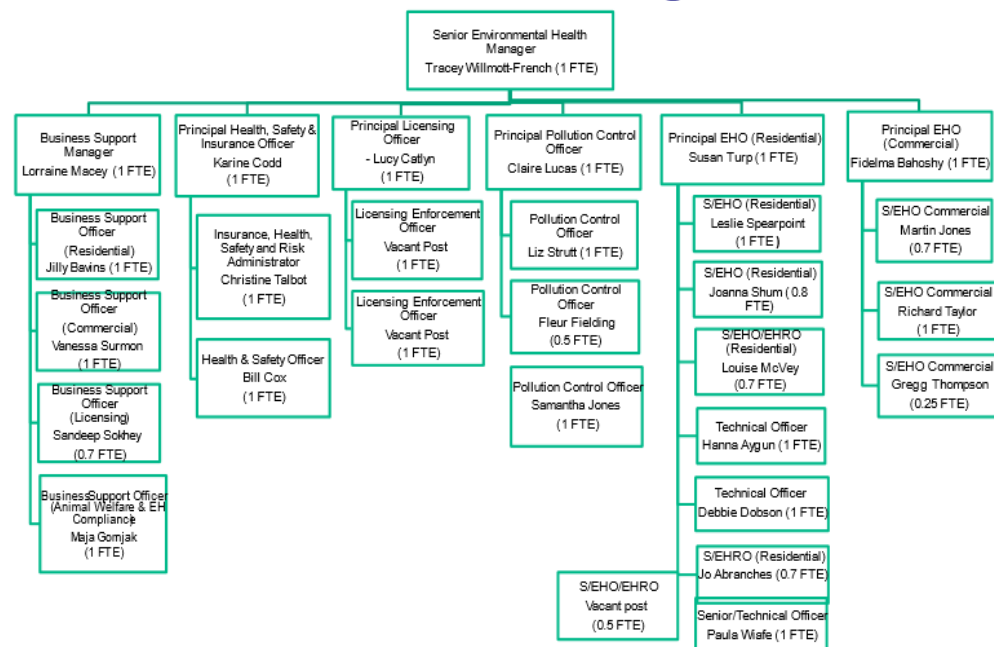 Senior Environmental Health
Manager
Tracey Willmott-French (1 FTE)
Business Support
Manager
Lorraine Macey (1 FTE)
Business Support
Officer
(Residential)
Jilly Bavins (1 FTE)
Business Support
Officer
(Commercial)
Vanessa Surmon
(1 FTE)
Business Support
Officer
(Licensing)
Sandeep Sokhey
(0.7 FTE)
Business Support Officer
(Animal Welfare & EH
Compliance)
Maja Gornjak
(1 FTE)
Principal Health, Safety &
Insurance Officer
Karine Codd
(1 FTE)
Insurance, Health,
Safety and Risk
Administrator
Christine Talbot
(1 FTE)
Health & Safety Officer
Bill Cox
(1 FTE)
Principal Licensing
Officer
- Lucy Catlyn
(1 FTE)
Licensing Enforcement
Officer
Vacant Post
(1 FTE)
Licensing Enforcement
Officer
Vacant Post
(1 FTE)
Principal Pollution Control
Officer
Claire Lucas (1 FTE)
Pollution Control
Officer
Liz Strutt (1 FTE)
Pollution Control
Officer
Fleur Fielding
(0.5 FTE)
Pollution Control Officer
Samantha Jones
(1 FTE)
Principal EHO (Residential)
Susan Turp (1 FTE)
S/EHO (Residential)
Leslie Spearpoint
(1 FTE)
S/EHO (Residential)
Joanna Shum (0.8
FTE)
S/EHO/EHRO
(Residential)
Louise McVey
(0.7 FTE)
Technical Officer
Hanna Aygun (1 FTE)
Technical Officer
Debbie Dobson (1 FTE)
S/EHRO (Residential)
Jo Abranches (0.7 FTE)
Senior/Technical Officer
Paula Wiafe (1 FTE)
S/EHO/EHRO
Vacant post
(0.5 FTE)
Principal EHO
(Commercial)
Fidelma Bahoshy (1 FTE)
S/EHO Commercial
Martin Jones
(0.7 FTE)
S/EHO Commercial
Richard Taylor
(1 FTE)
S/EHO Commercial
Gregg Thompson
(0.25 FTE)